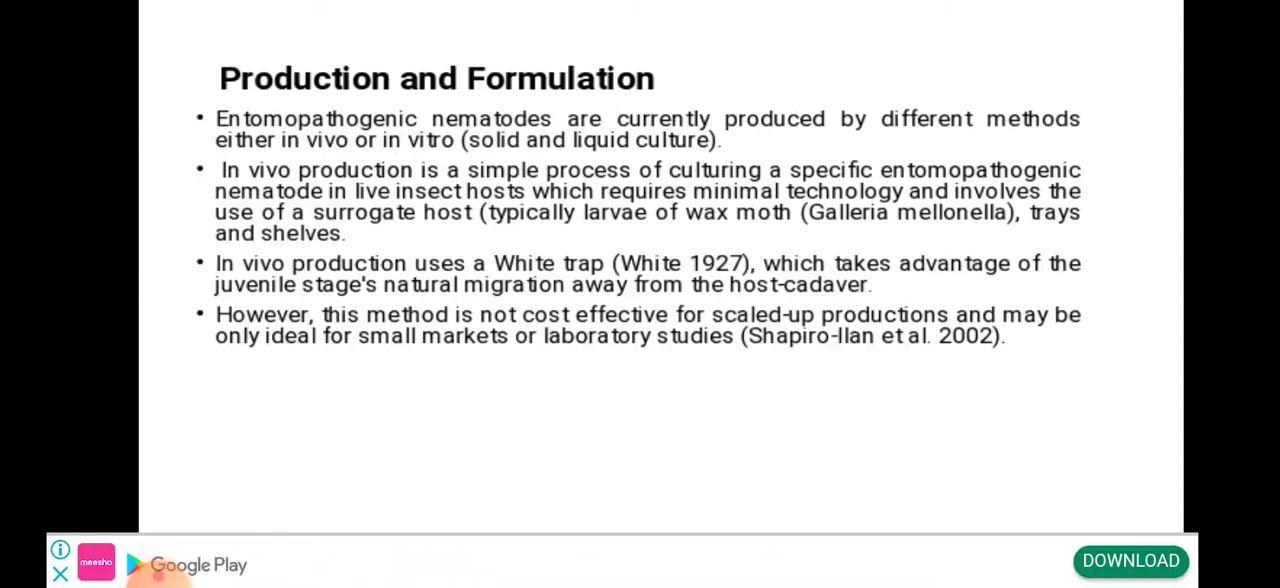 Production and Formulation
• Entomopathogenic nematodes are currently produced by different methods
either in vivo or in vitro (solid and liquid culture).
• In vivo production is a simple process of culturing a specific entomopathogenic
nematode in live insect hosts which requires minimal technology and involves the
use of a surrogate host (typically larvae of wax moth (Galleria mellonella), trays
and shelves.
• In vivo production uses a White trap (White 1927), which takes advantage of the
juvenile stage's natural migration away from the host-cadaver.
• However, this method is not cost effective for scaled-up productions and may be
only ideal for small markets or laboratory studies (Shapiro-Ilan et al. 2002).
meesho
Google Play
DOWNLOAD